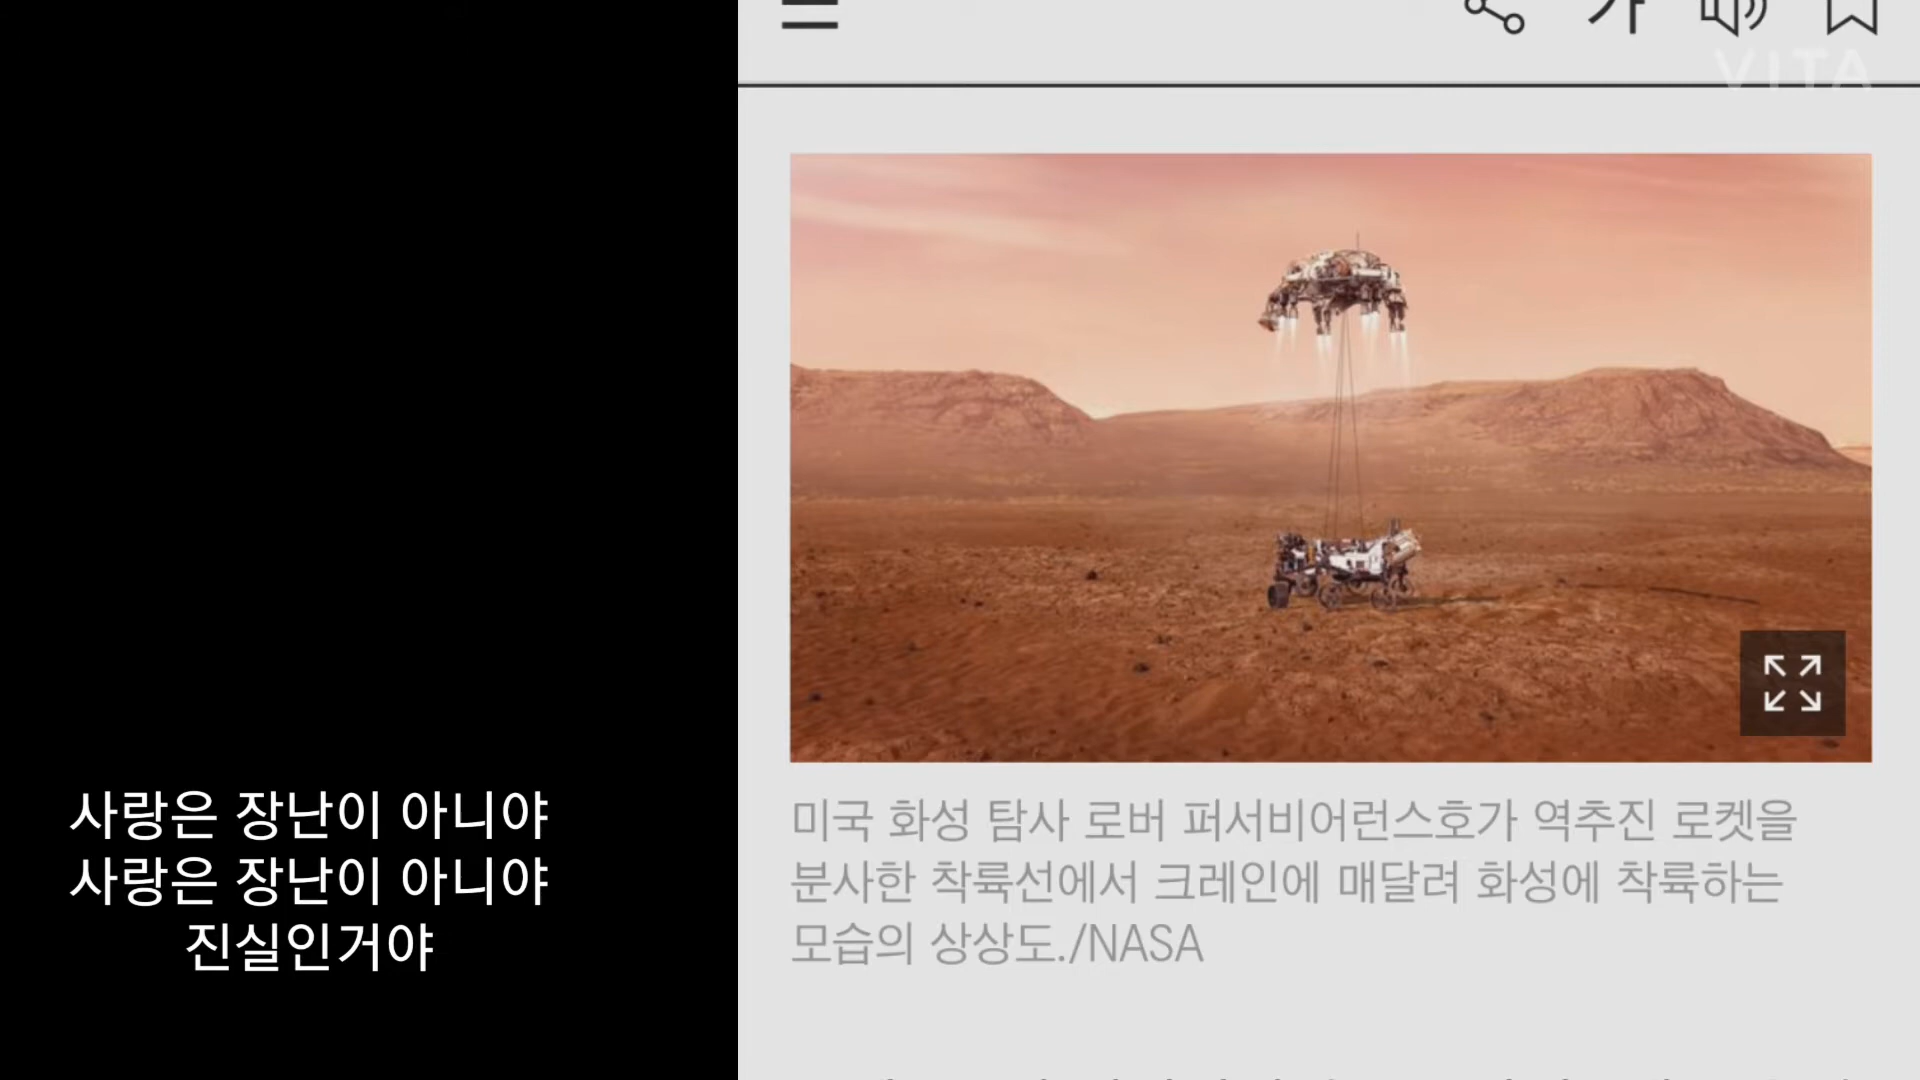 가
VITA
사랑은 장난이 아니야
사랑은 장난이 아니야
진실인거야
미국 화성 탐사 로버 퍼서비어런스호가 역추진 로켓을
분사한 착륙선에서 크레인에 매달려 화성에 착륙하는
모습의 상상도./NASA